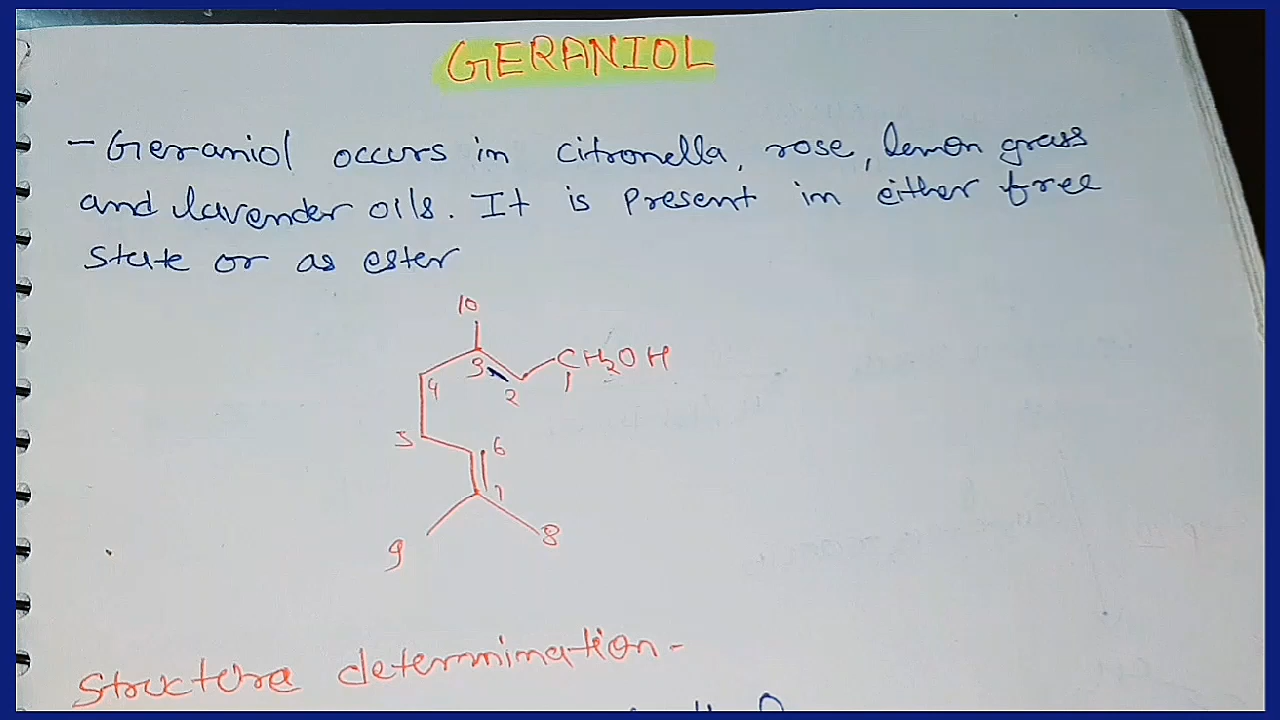 GERANIOL
- Geraniol occurs in citronella, rose, lemon grass
and lavender oils. It is present in either free
state or as ester
10
3
CH2OH
4
2
1
5
6
7
9
8
Structure determination -